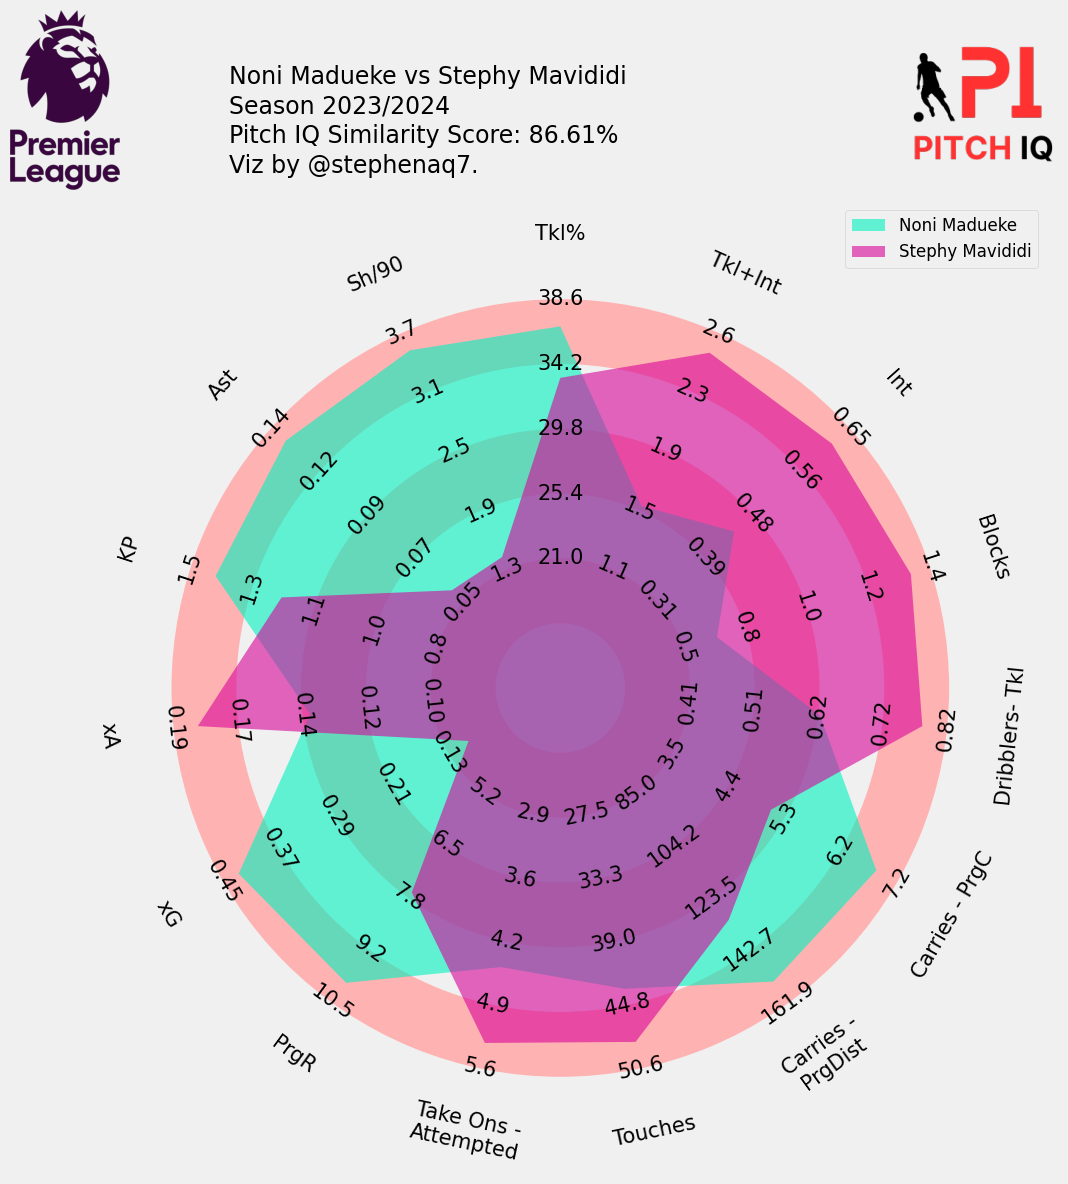 Premier
League
Noni Madueke vs Stephy Mavididi
Season 2023/2024
Pitch IQ Similarity Score: 86.61%
Viz by @stephenaq7.
PI
PITCH IQ
Noni Madueke
Stephy Mavididi
Tkl%
38.6
34.2
29.8
25.4
21.0
Tkl+Int
2.6
2.3
1.9
1.5
1.1
Int
0.65
0.56
0.48
0.39
0.31
Blocks
1.4
1.2
1.0
0.8
0.5
Dribblers- Tkl
0.82
0.72
0.62
0.51
0.41
Carries - PrgC
7.2
6.2
5.3
4.4
3.5
Carries -
PrgDist
161.9
142.7
123.5
104.2
85.0
Touches
50.6
44.8
39.0
33.3
27.5
Take Ons -
Attempted
5.6
4.9
4.2
3.6
2.9
PrgR
10.5
9.2
7.8
6.5
5.2
xG
0.45
0.37
0.29
0.21
0.13
xA
0.19
0.17
0.14
0.12
0.10
KP
1.5
1.3
1.1
1.0
0.8
Ast
0.14
0.12
0.09
0.07
0.05
Sh/90
3.7
3.1
2.5
1.9
1.3